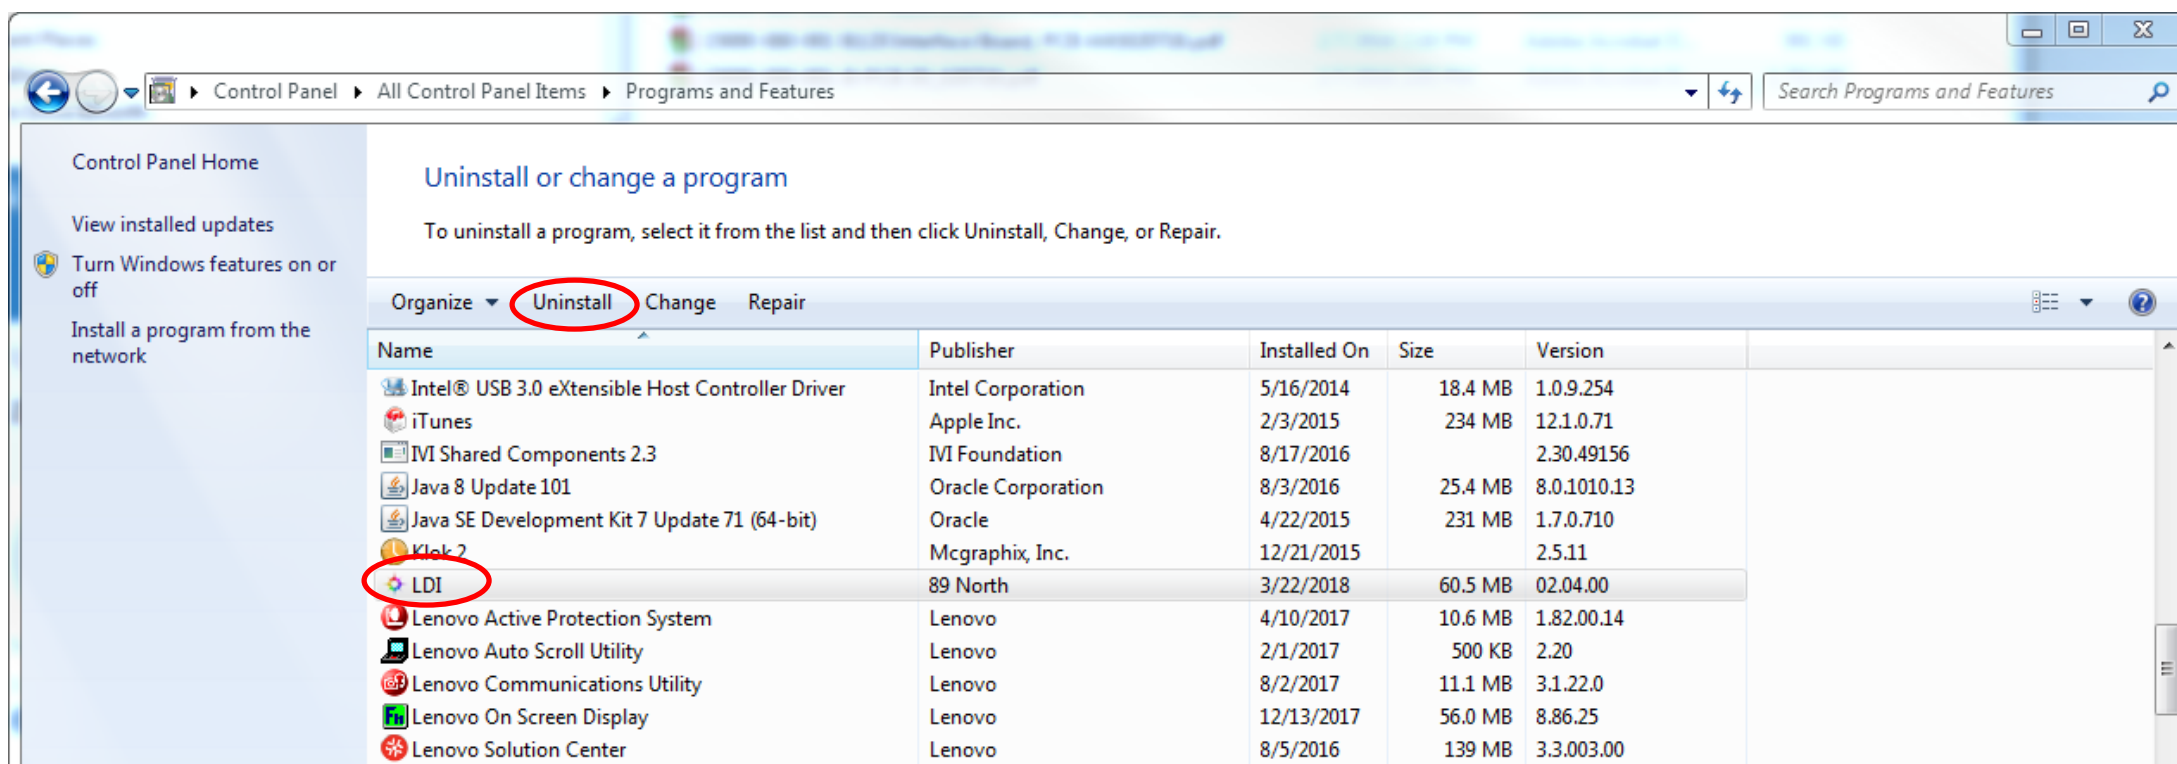 Control Panel ▸ All Control Panel Items ▸ Programs and Features
Search Programs and Features
Control Panel Home
View installed updates
Turn Windows features on or
off
Install a program from the
network
Uninstall or change a program
To uninstall a program, select it from the list and then click Uninstall, Change, or Repair.
Organize Uninstall Change Repair
Name Publisher Installed On Size Version
Intel® USB 3.0 eXtensible Host Controller Driver Intel Corporation 5/16/2014 18.4 MB 1.0.9.254
iTunes Apple Inc. 2/3/2015 234 MB 12.1.0.71
IVI Shared Components 2.3 IVI Foundation 8/17/2016 2.30.49156
Java 8 Update 101 Oracle Corporation 8/3/2016 25.4 MB 8.0.1010.13
Java SE Development Kit 7 Update 71 (64-bit) Oracle 4/22/2015 231 MB 1.7.0.710
Klok 2 Mcgraphix, Inc. 12/21/2015 2.5.11
LDI 89 North 3/22/2018 60.5 MB 02.04.00
Lenovo Active Protection System Lenovo 4/10/2017 10.6 MB 1.82.00.14
Lenovo Auto Scroll Utility Lenovo 2/1/2017 500 KB 2.20
Lenovo Communications Utility Lenovo 8/2/2017 11.1 MB 3.1.22.0
Lenovo On Screen Display Lenovo 12/13/2017 56.0 MB 8.86.25
Lenovo Solution Center Lenovo 8/5/2016 139 MB 3.3.003.00